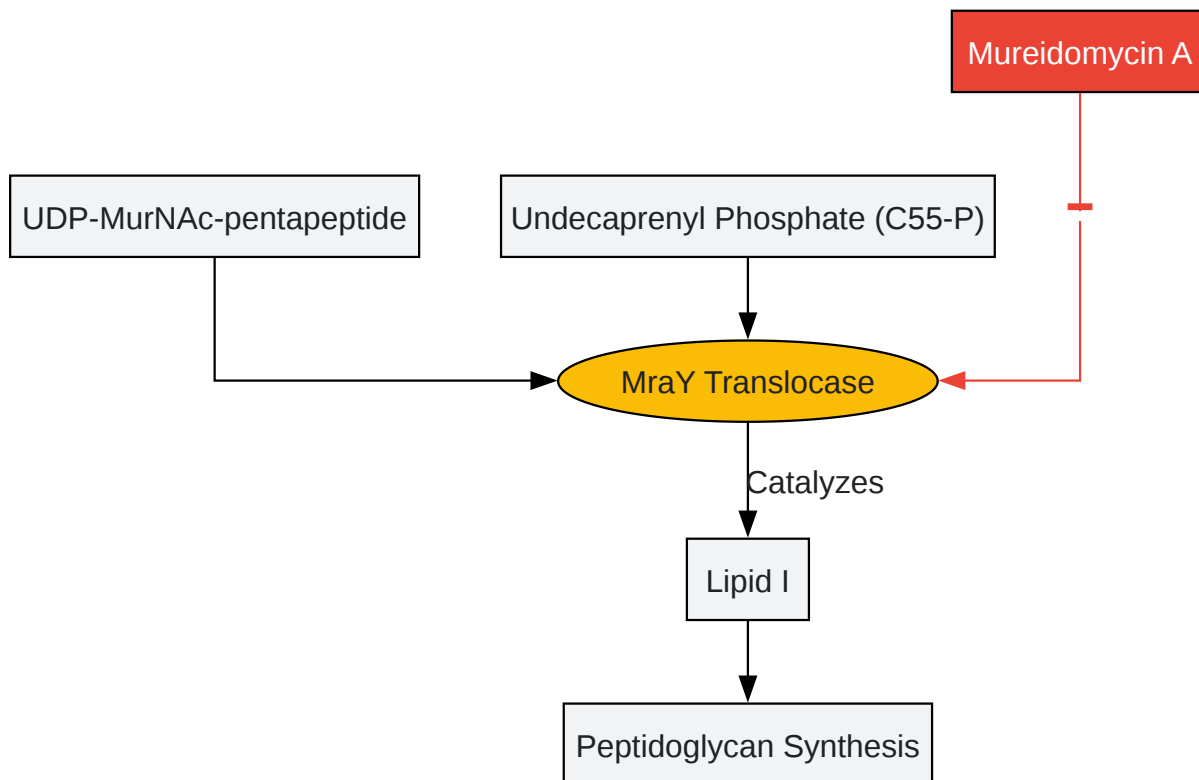 Mureidomycin A
UDP-MurNAc-pentapeptide
Undecaprenyl Phosphate (C55-P)
MraY Translocase
Catalyzes
Lipid I
Peptidoglycan Synthesis